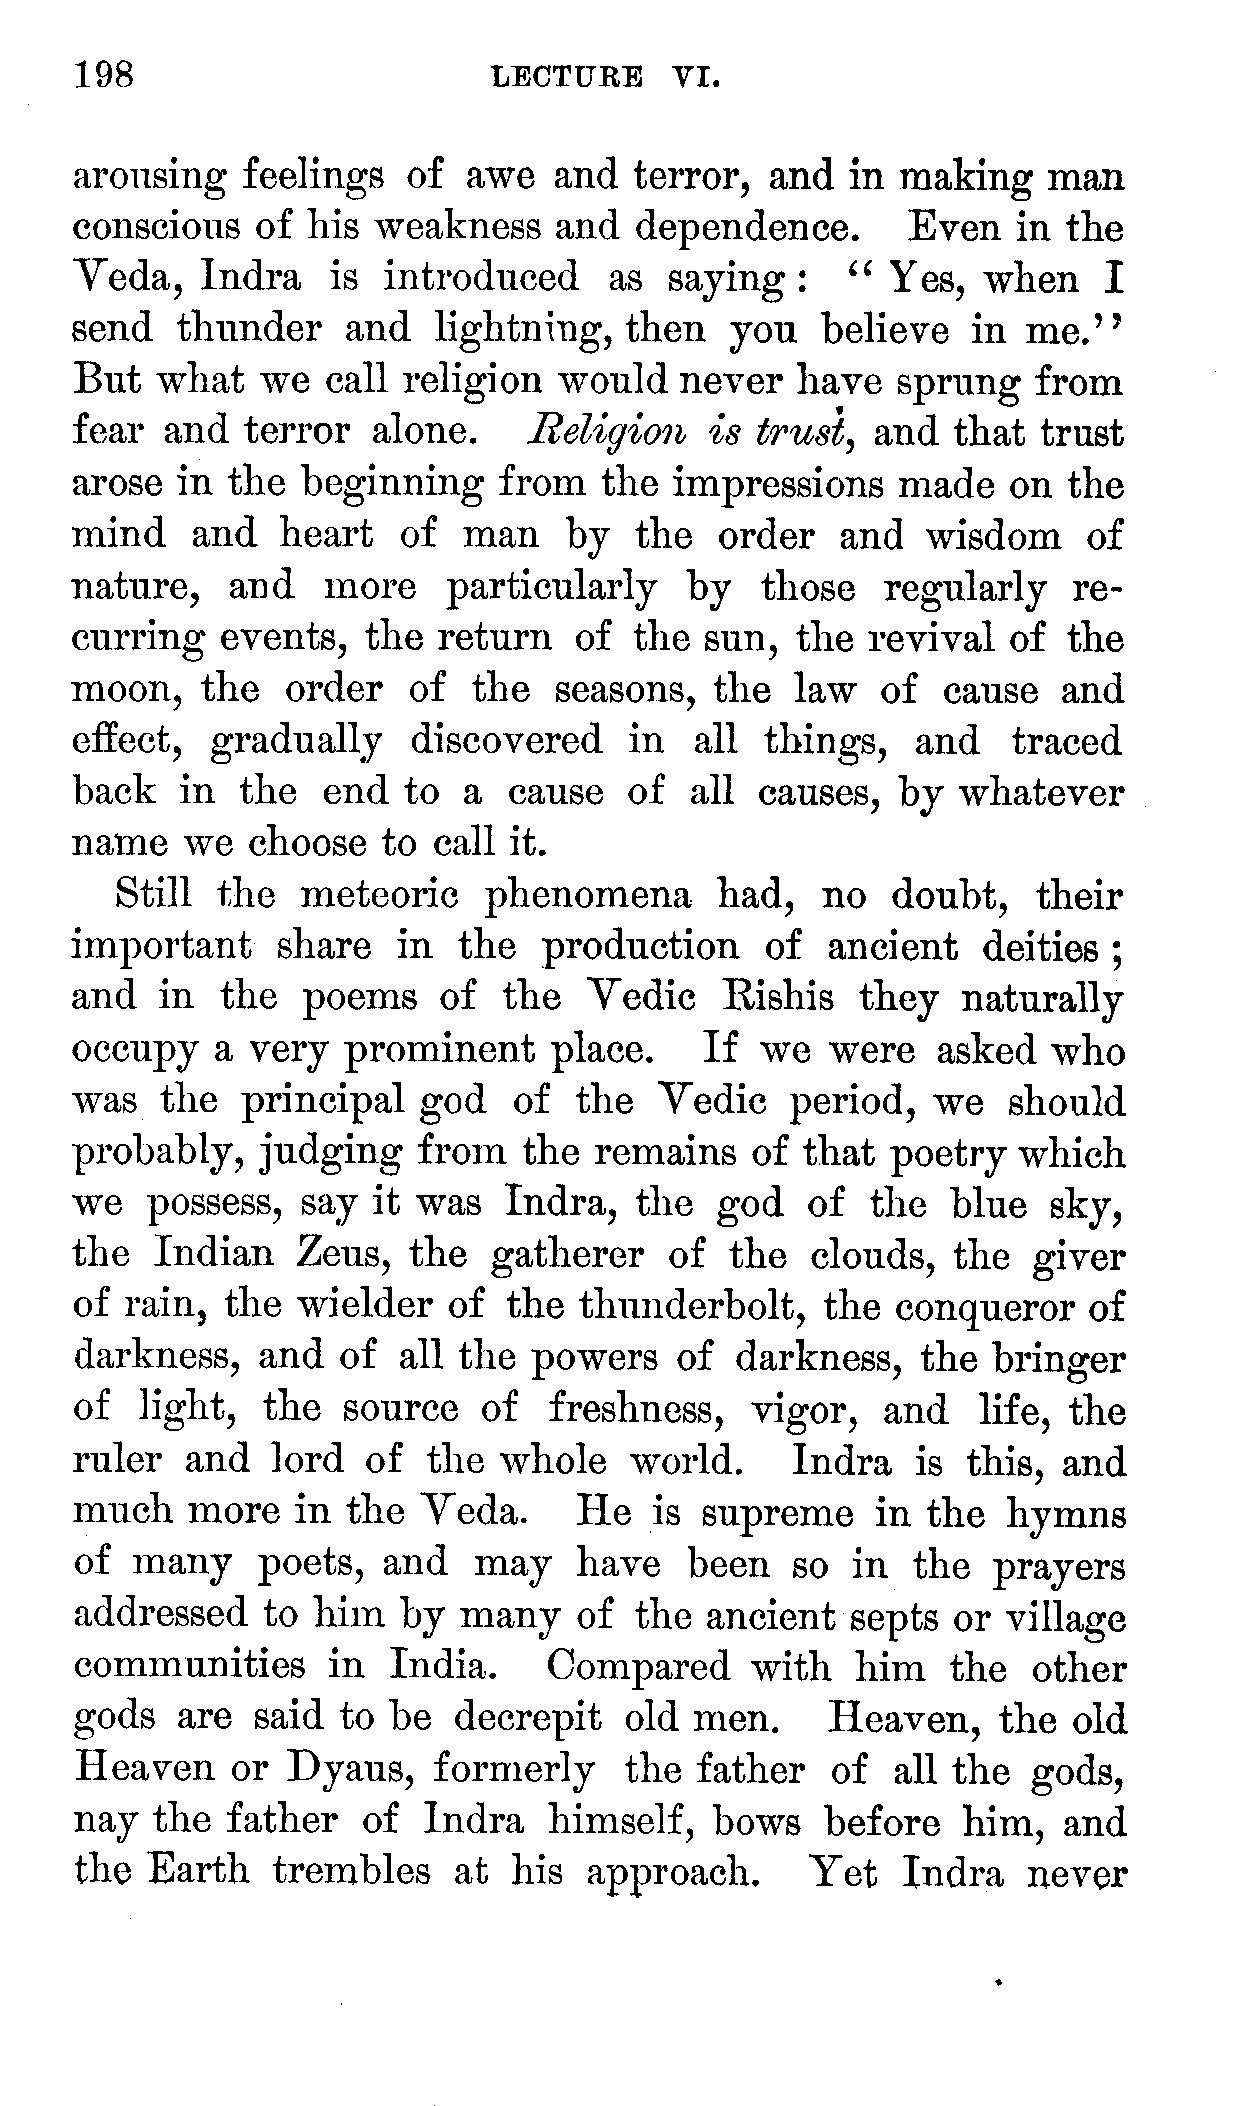 198 LECTURE VI.
arousing feelings of awe and terror, and in making man
conscious of his weakness and dependence. Even in the
Veda, Indra is introduced as saying : “ Yes, when I
send thunder and lightning, then you believe in me.’’
But what we call religion would never have sprung from
fear and terror alone. Religion is trust, and that trust
arose in the beginning from the impressions made on the
mind and heart of man by the order and wisdom of
nature, and more particularly by those regularly re-
curring events, the return of the sun, the revival of the
moon, the order of the seasons, the law of cause and
effect, gradually discovered in all things, and traced
back in the end to a cause of all causes, by whatever
name we choose to call it.
Still the meteoric phenomena had, no doubt, their
important share in the production of ancient deities ;
and in the poems of the Vedic Rishis they naturally
occupy a very prominent place. If we were asked who
was the principal god of the Vedic period, we should
probably, judging from the remains of that poetry which
we possess, say it was Indra, the god of the blue sky,
the Indian Zeus, the gatherer of the clouds, the giver
of rain, the wielder of the thunderbolt, the conqueror of
darkness, and of all the powers of darkness, the bringer
of light, the source of freshness, vigor, and life, the
ruler and lord of the whole world. Indra is this, and
much more in the Veda. He is supreme in the hymns
of many poets, and may have been so in the prayers
addressed to him by many of the ancient septs or village
communities in India. Compared with him the other
gods are said to be decrepit old men. Heaven, the old
Heaven or Dyaus, formerly the father of all the gods,
nay the father of Indra himself, bows before him, and
the Earth trembles at his approach. Yet Indra never